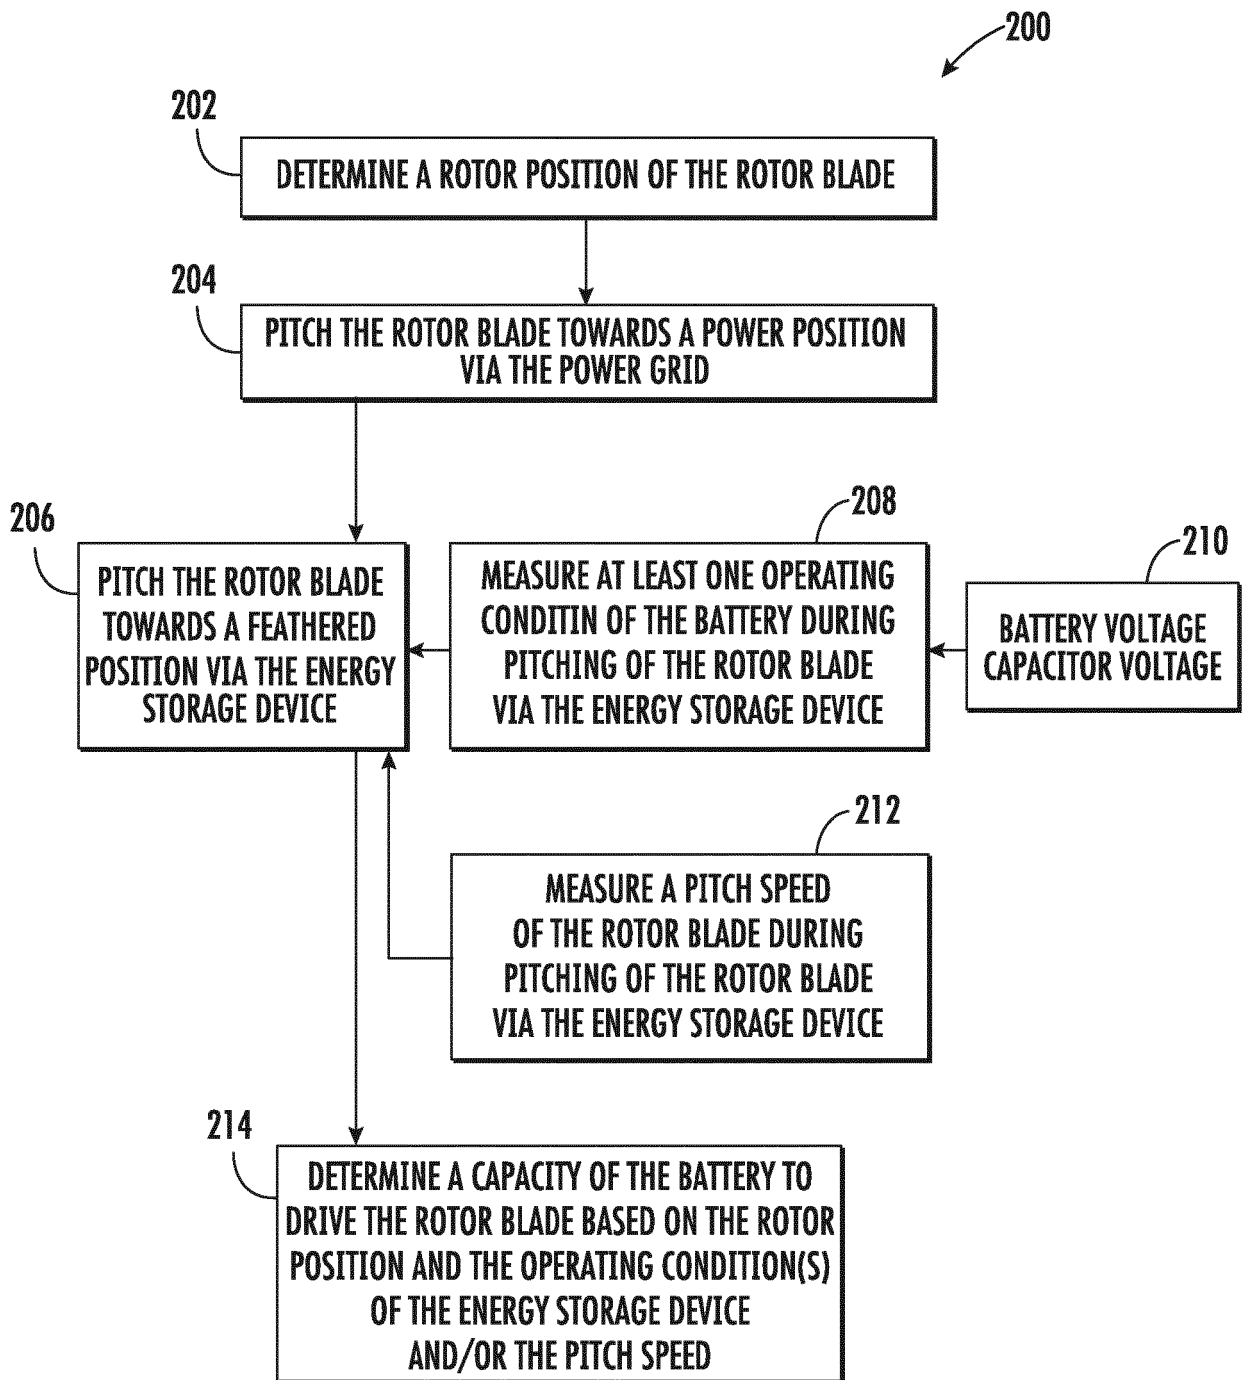 200
202
DETERMINE A ROTOR POSITION OF THE ROTOR BLADE
204
PITCH THE ROTOR BLADE TOWARDS A POWER POSITION
VIA THE POWER GRID
206
PITCH THE ROTOR BLADE
TOWARDS A FEATHERED
POSITION VIA THE ENERGY
STORAGE DEVICE
208
MEASURE AT LEAST ONE OPERATING
CONDITIN OF THE BATTERY DURING
PITCHING OF THE ROTOR BLADE
VIA THE ENERGY STORAGE DEVICE
210
BATTERY VOLTAGE
CAPACITOR VOLTAGE
212
MEASURE A PITCH SPEED
OF THE ROTOR BLADE DURING
PITCHING OF THE ROTOR BLADE
VIA THE ENERGY STORAGE DEVICE
214
DETERMINE A CAPACITY OF THE BATTERY TO
DRIVE THE ROTOR BLADE BASED ON THE ROTOR
POSITION AND THE OPERATING CONDITION(S)
OF THE ENERGY STORAGE DEVICE
AND/OR THE PITCH SPEED